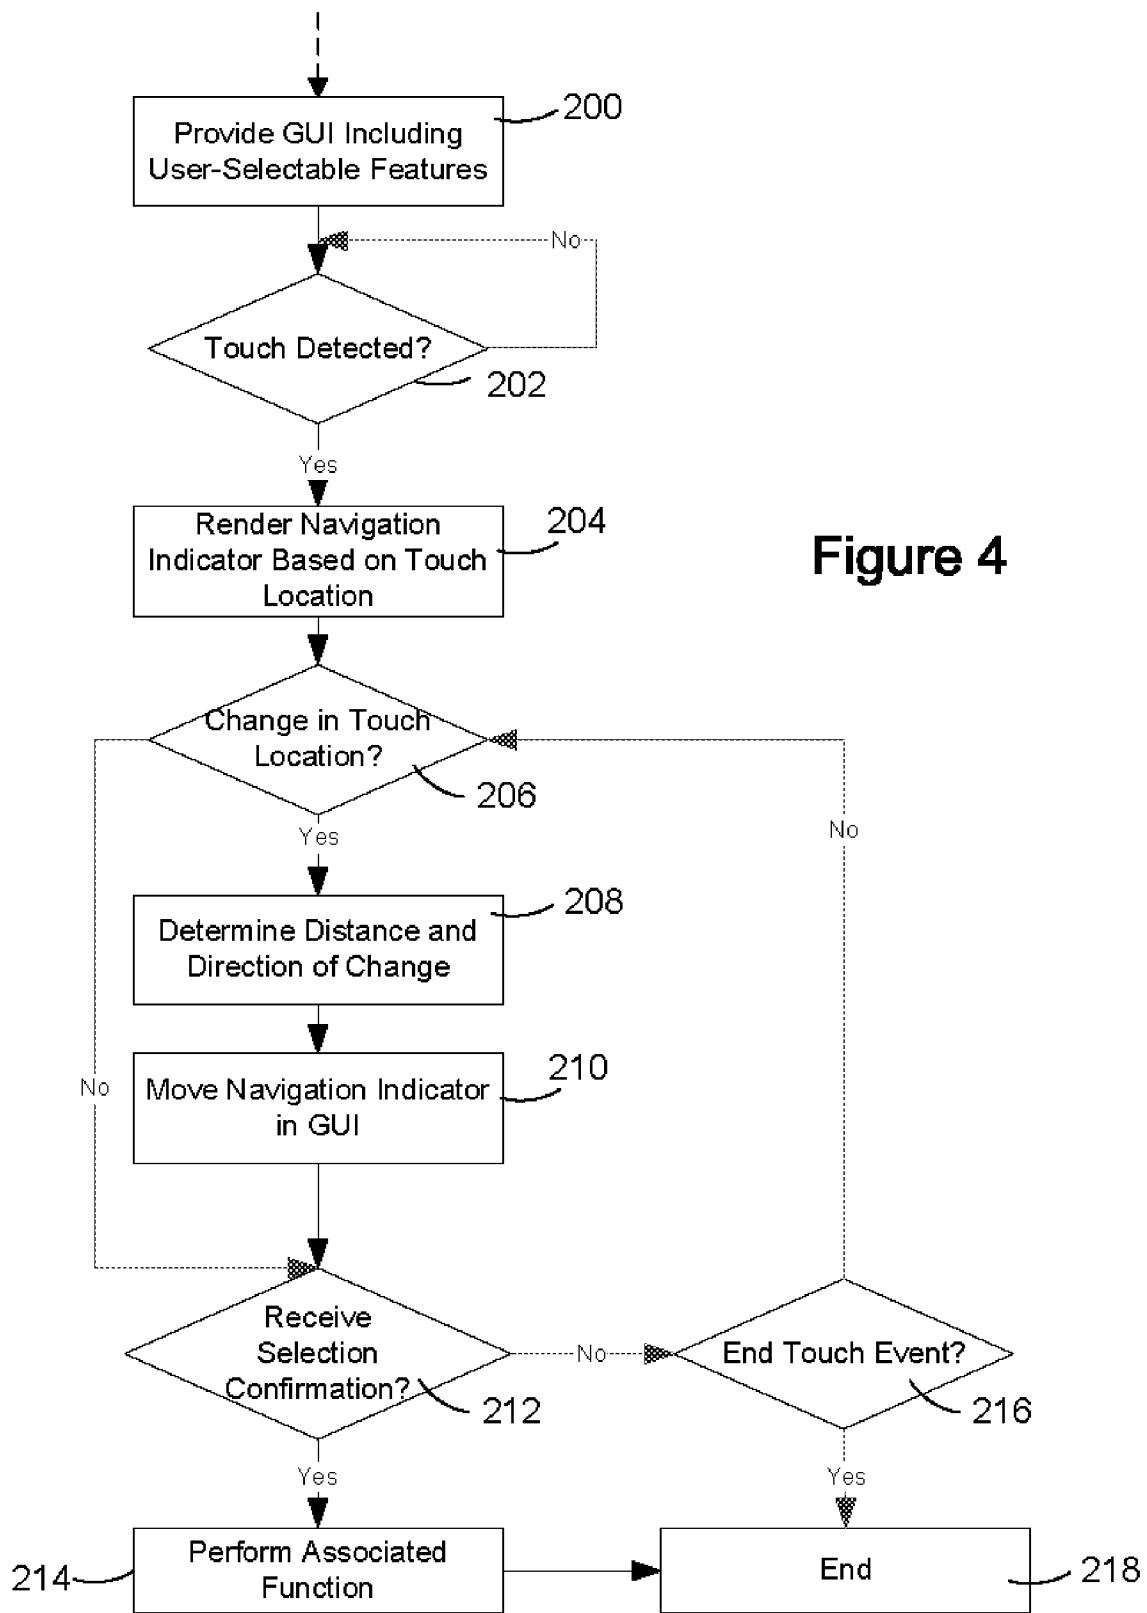 200
Provide GUI Including
User-Selectable Features
No
Touch Detected?
202
Yes
Render Navigation
Indicator Based on Touch
Location
204
Figure 4
Change in Touch
Location?
206
Yes
No
208
Determine Distance and
Direction of Change
No
Move Navigation Indicator
in GUI
210
Receive
Selection
Confirmation?
212
No
End Touch Event?
216
Yes
Yes
214
Perform Associated
Function
End
218